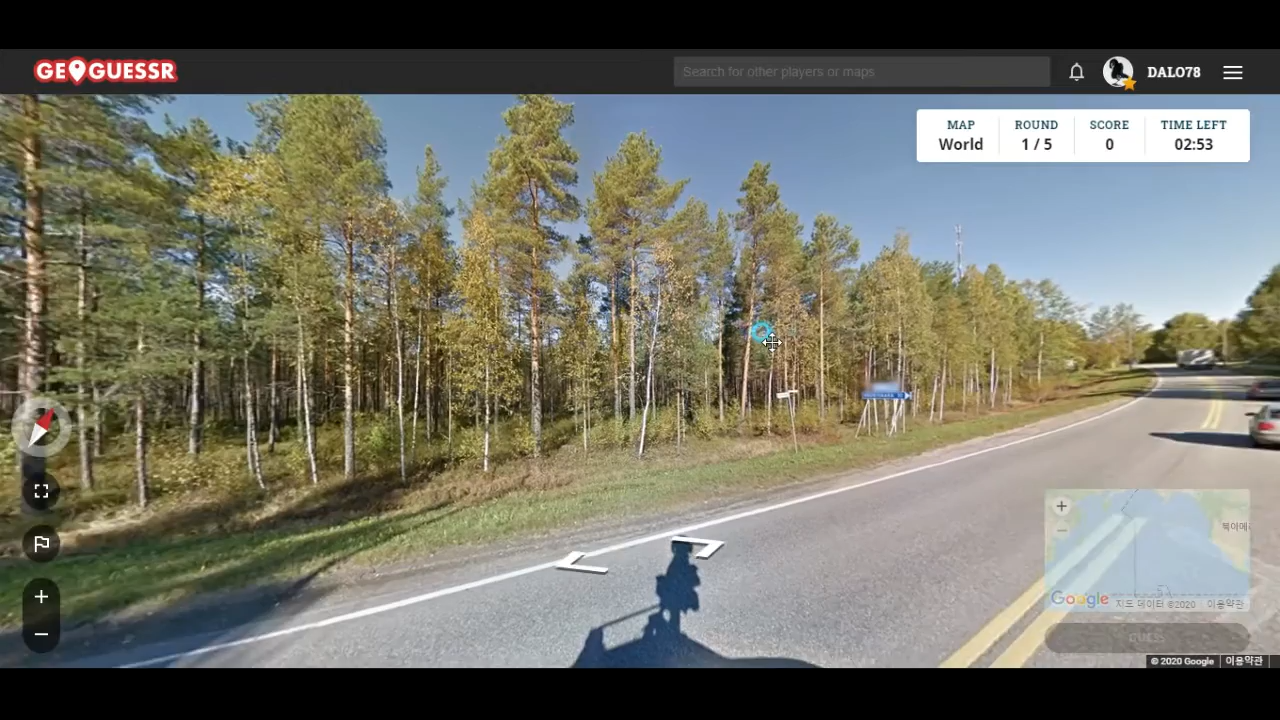 GEOGUESSR
Search for other players or maps
DALO78
MAP
World
ROUND
1 / 5
SCORE
0
TIME LEFT
02:53
Google
지도 데이터 ©2020 이용약관
GUESS
© 2020 Google 이용약관